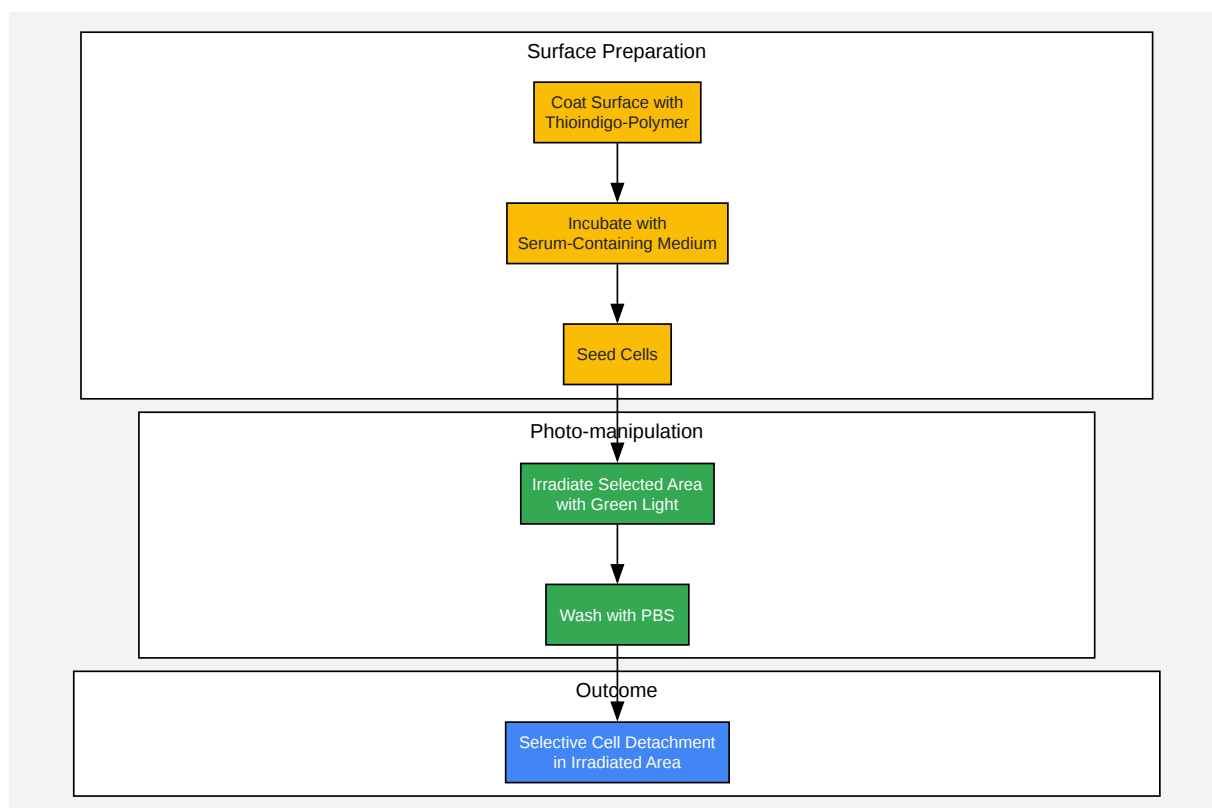 Surface Preparation
Coat Surface with
Thioindigo-Polymer
Incubate with
Serum-Containing Medium
Seed Cells
Photo-manipulation
Irradiate Selected Area
with Green Light
Wash with PBS
Outcome
Selective Cell Detachment
in Irradiated Area